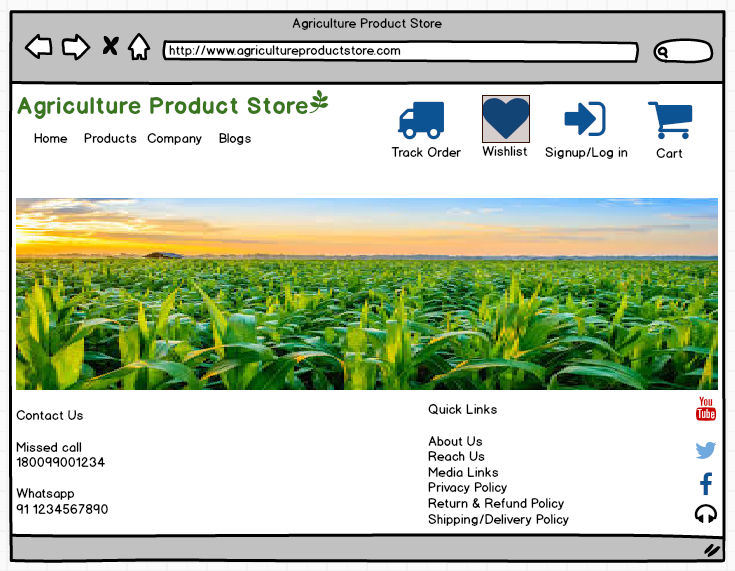 Agriculture Product Store
http://www.agricultureproductstore.com
Agriculture Product Store
Home Products Company Blogs
Track Order Wishlist Signup/Log in Cart
Contact Us
Missed call
180099001234
Whatsapp
91 1234567890
Quick Links
About Us
Reach Us
Media Links
Privacy Policy
Return & Refund Policy
Shipping/Delivery Policy
You
Tube